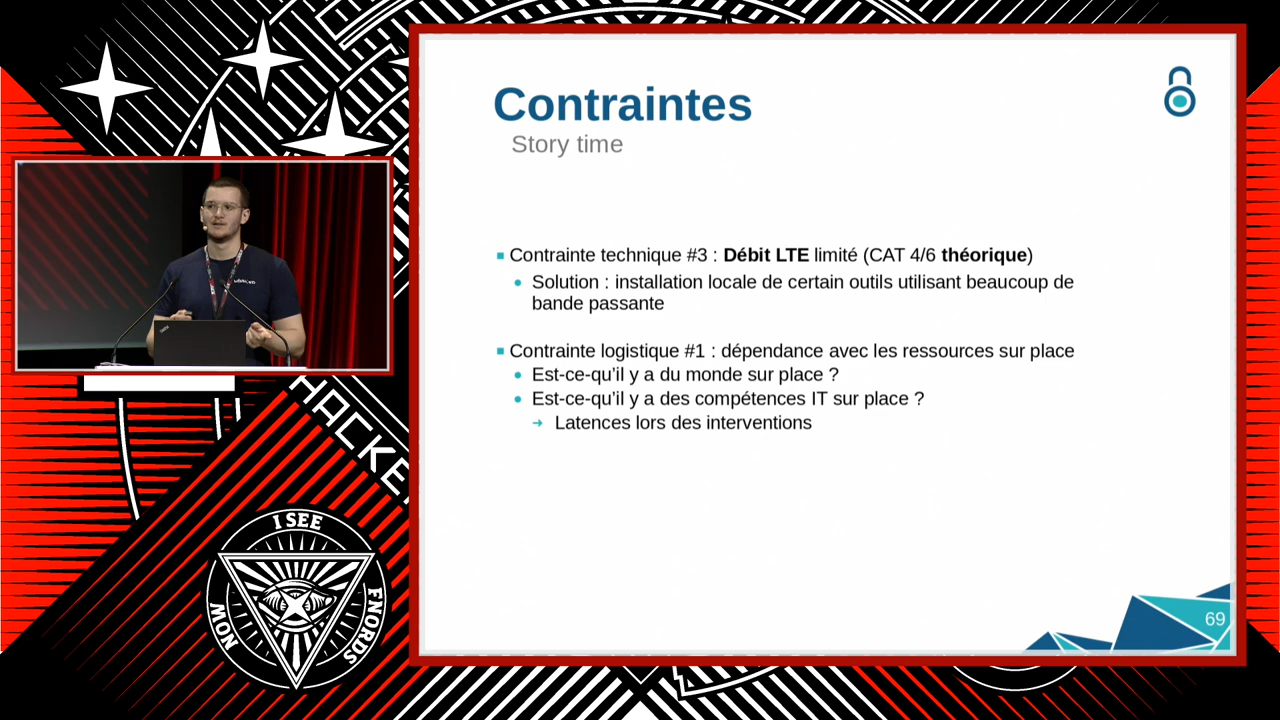 Contraintes
Story time
Contrainte technique #3 : Débit LTE limité (CAT 4/6 théorique)
Solution : installation locale de certain outils utilisant beaucoup de
bande passante
Contrainte logistique #1 : dépendance avec les ressources sur place
Est-ce-qu'il y a du monde sur place ?
Est-ce-qu'il y a des compétences IT sur place ?
Latences lors des interventions
69
HACKE
I SEE
FNORDS
NOW